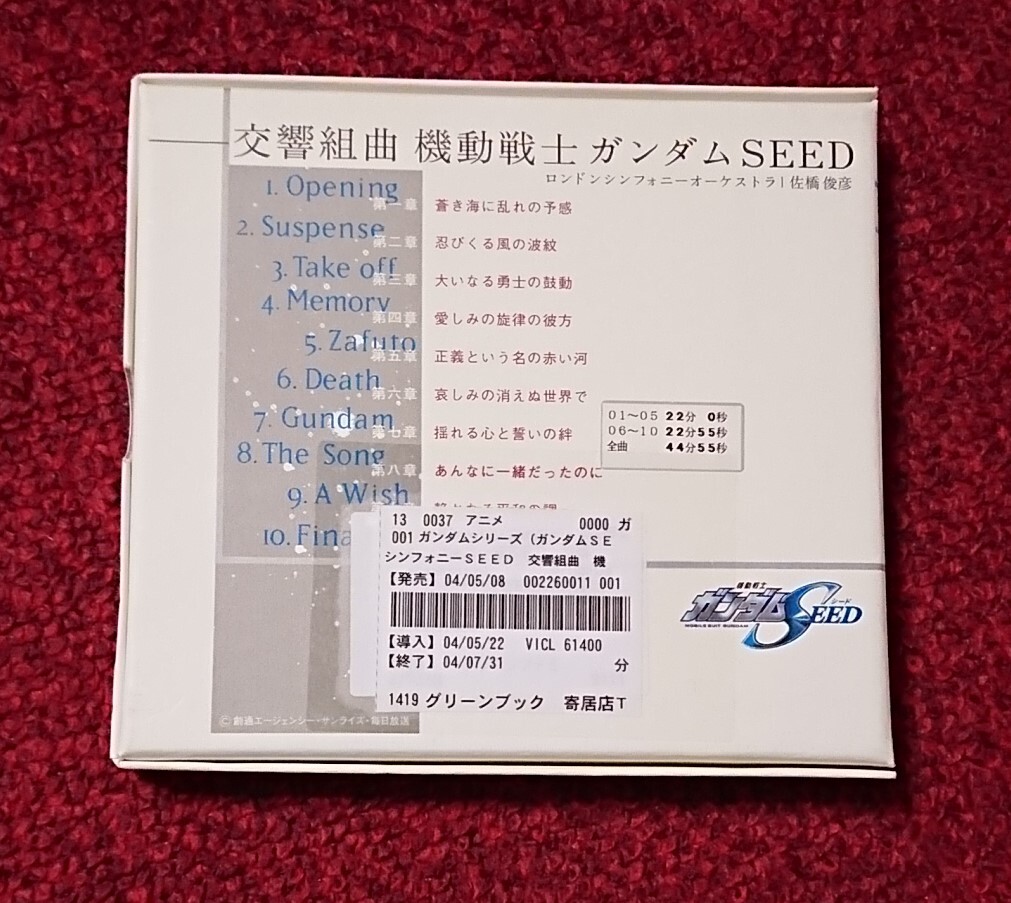 交響組曲 機動戦士 ガンダム SEED
ロンドンシンフォニーオーケストラ | 佐橋 俊彦
1. Opening
第一章 蒼き海に乱れの予感
2. Suspense
第二章 忍びくる風の波紋
3. Take off
第三章 大いなる勇士の鼓動
4. Memory
第四章 愛しみの旋律の彼方
5. Zafuto
第五章 正義という名の赤い河
6. Death
第六章 哀しみの消えぬ世界で
7. Gundam
第七章 揺れる心と誓いの絆
8. The Song
第八章 あんなに一緒だったのに
9. A Wish
10. Fina
01～05 22分 0秒
06～10 22分55秒
全曲 44分55秒
13 0037 アニメ 0000 ガ
001 ガンダムシリーズ（ガンダムSE
シンフォニーSEED 交響組曲 機
【発売】04/05/08 002260011 001
【導入】04/05/22 VICL 61400
【終了】04/07/31 分
1419 グリーンブック 寄居店T
機動戦士
ガンダムSEED
シード
MOBILE SUIT GUNDAM
©創通エージェンシー・サンライズ・毎日放送